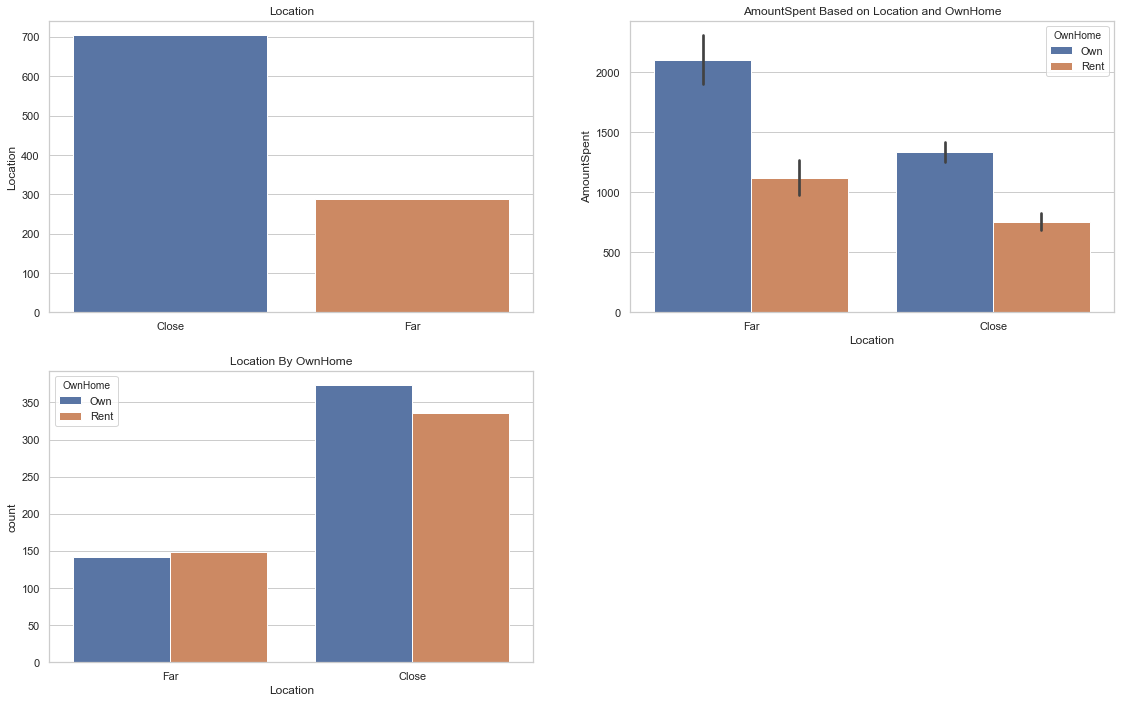 Location
Location
700
600
500
400
300
200
100
0
Close
Far
AmountSpent Based on Location and OwnHome
OwnHome
Own
Rent
AmountSpent
2000
1500
1000
500
0
Far
Close
Location
Location By OwnHome
OwnHome
Own
Rent
count
350
300
250
200
150
100
50
0
Far
Close
Location